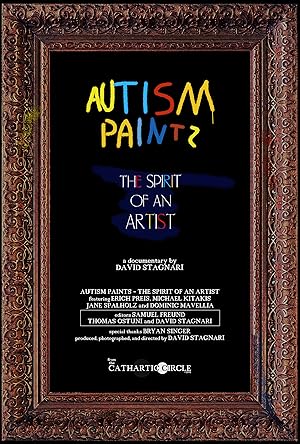 AUTISM
PAINTS
THE SPIRIT
OF AN
ARTIST
a documentary by
DAVID STAGNARI
AUTISM PAINTS - THE SPIRIT OF AN ARTIST
featuring ERICH PREIS, MICHAEL KITAKIS
JANE SPALHOLZ and DOMINIC MAVELLIA
editors SAMUEL FREUND
THOMAS OSTUNI and DAVID STAGNARI
special thanks BRYAN SINGER
produced, photographed, and directed by DAVID STAGNARI
from
CATHARTIC CIRCLE